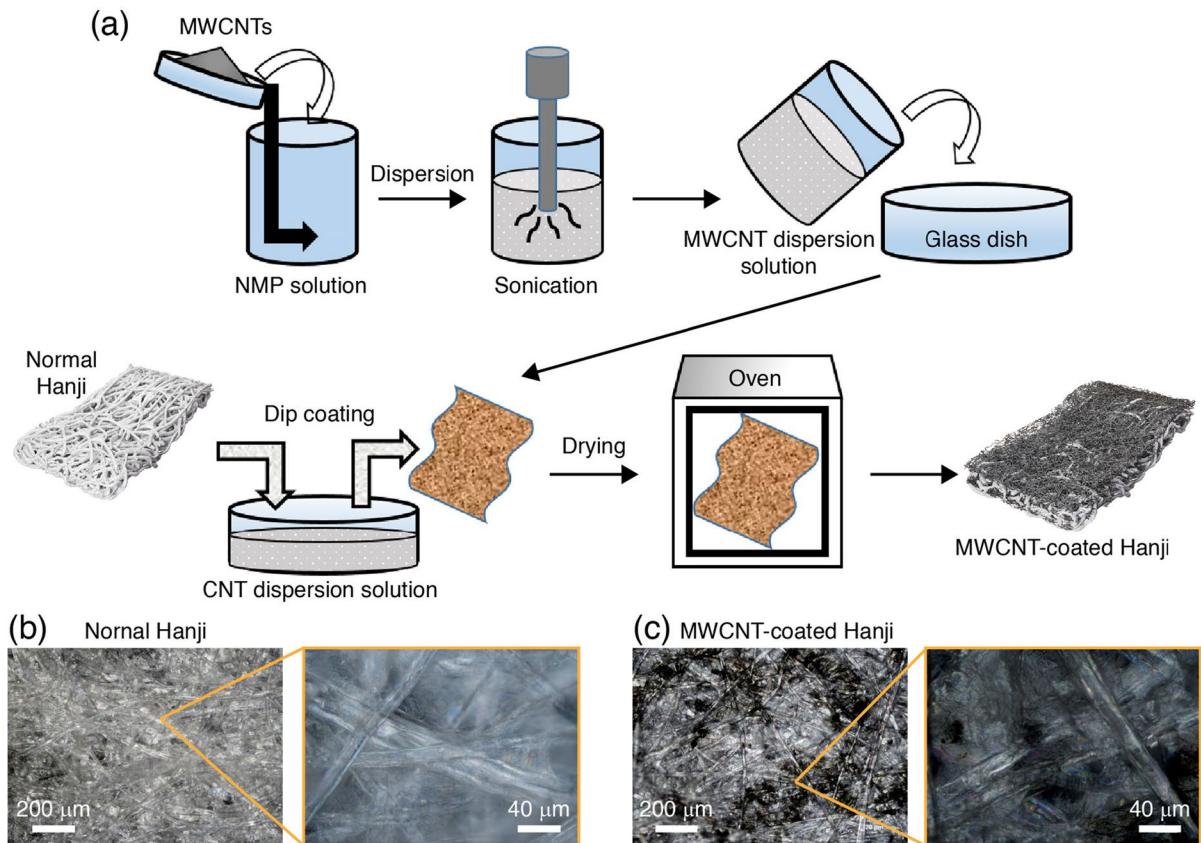 (a)
MWCNTs
Dispersion
NMP solution
Sonication
MWCNT dispersion
solution
Glass dish
Normal
Hanji
Dip coating
CNT dispersion solution
Drying
Oven
MWCNT-coated Hanji
(b)
Nornal Hanji
200 μm
40 μm
(c)
MWCNT-coated Hanji
200 μm
40 μm